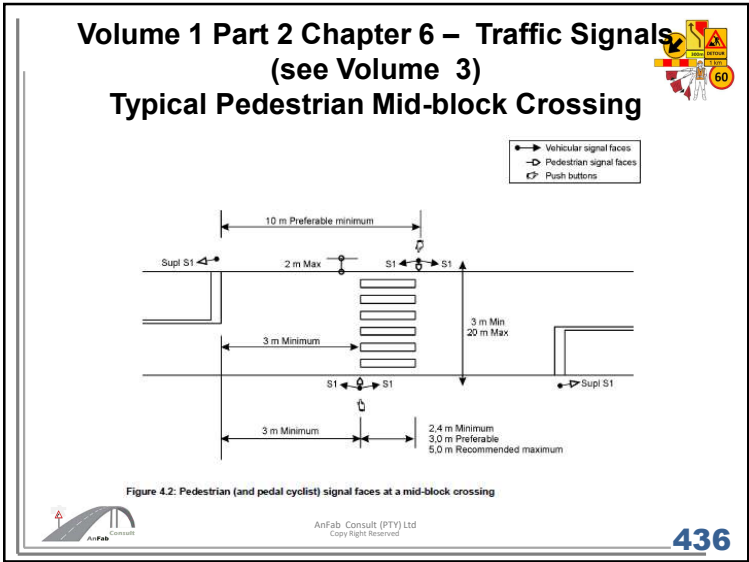 Volume 1 Part 2 Chapter 6 – Traffic Signals
(see Volume 3)
Typical Pedestrian Mid-block Crossing
300m
DETOUR
1 km
60
Vehicular signal faces
Pedestrian signal faces
Push buttons
10 m Preferable minimum
Supl S1
2 m Max
S1
S1
3 m Min
20 m Max
3 m Minimum
S1
S1
Supl S1
3 m Minimum
2,4 m Minimum
3,0 m Preferable
5,0 m Recommended maximum
Figure 4.2: Pedestrian (and pedal cyclist) signal faces at a mid-block crossing
AnFab Consult
AnFab Consult (PTY) Ltd
Copy Right Reserved
436